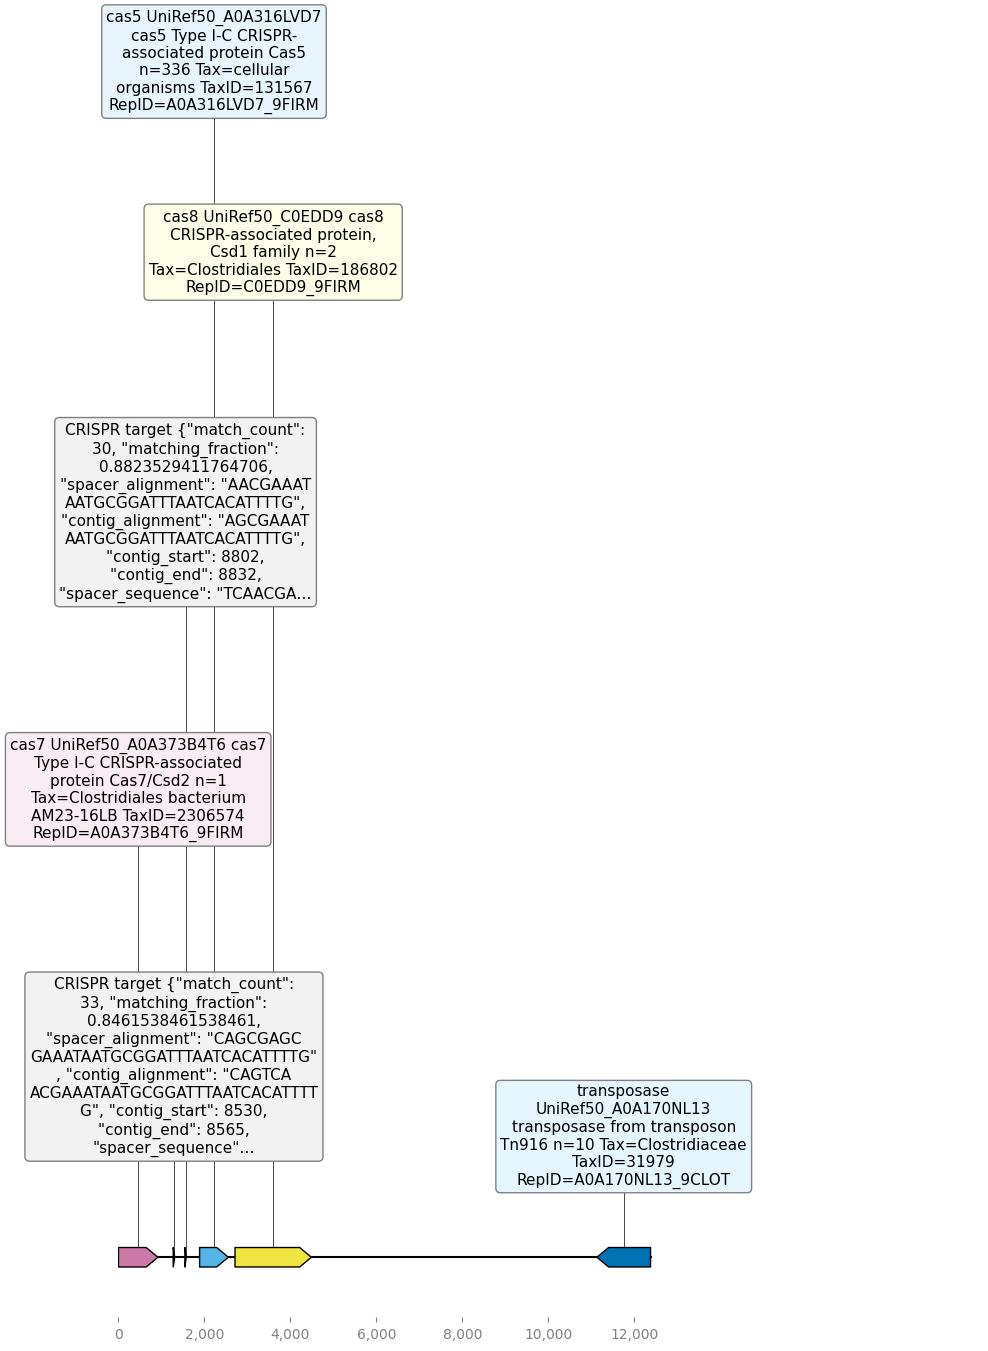 cas5 UniRef50_A0A316LVD7
cas5 Type I-C CRISPR-
associated protein Cas5
n=336 Tax=cellular
organisms TaxID=131567
RepID=A0A316LVD7_9FIRM
cas8 UniRef50_C0EDD9 cas8
CRISPR-associated protein,
Csd1 family n=2
Tax=Clostridiales TaxID=186802
RepID=C0EDD9_9FIRM
CRISPR target {"match_count":
30, "matching_fraction":
0.8823529411764706,
"spacer_alignment": "AACGAAAT
AATGCGGATTTAATCACATTTTG",
"contig_alignment": "AGCGAAAT
AATGCGGATTTAATCACATTTTG",
"contig_start": 8802,
"contig_end": 8832,
"spacer_sequence": "TCAACGA...
cas7 UniRef50_A0A373B4T6 cas7
Type I-C CRISPR-associated
protein Cas7/Csd2 n=1
Tax=Clostridiales bacterium
AM23-16LB TaxID=2306574
RepID=A0A373B4T6_9FIRM
CRISPR target {"match_count":
33, "matching_fraction":
0.8461538461538461,
"spacer_alignment": "CAGCGAGC
GAAATAATGCGGATTTAATCACATTTTG"
, "contig_alignment": "CAGTCA
ACGAAATAATGCGGATTTAATCACATTTT
G", "contig_start": 8530,
"contig_end": 8565,
"spacer_sequence"...
transposase
UniRef50_A0A170NL13
transposase from transposon
Tn916 n=10 Tax=Clostridiaceae
TaxID=31979
RepID=A0A170NL13_9CLOT
0 2,000 4,000 6,000 8,000 10,000 12,000